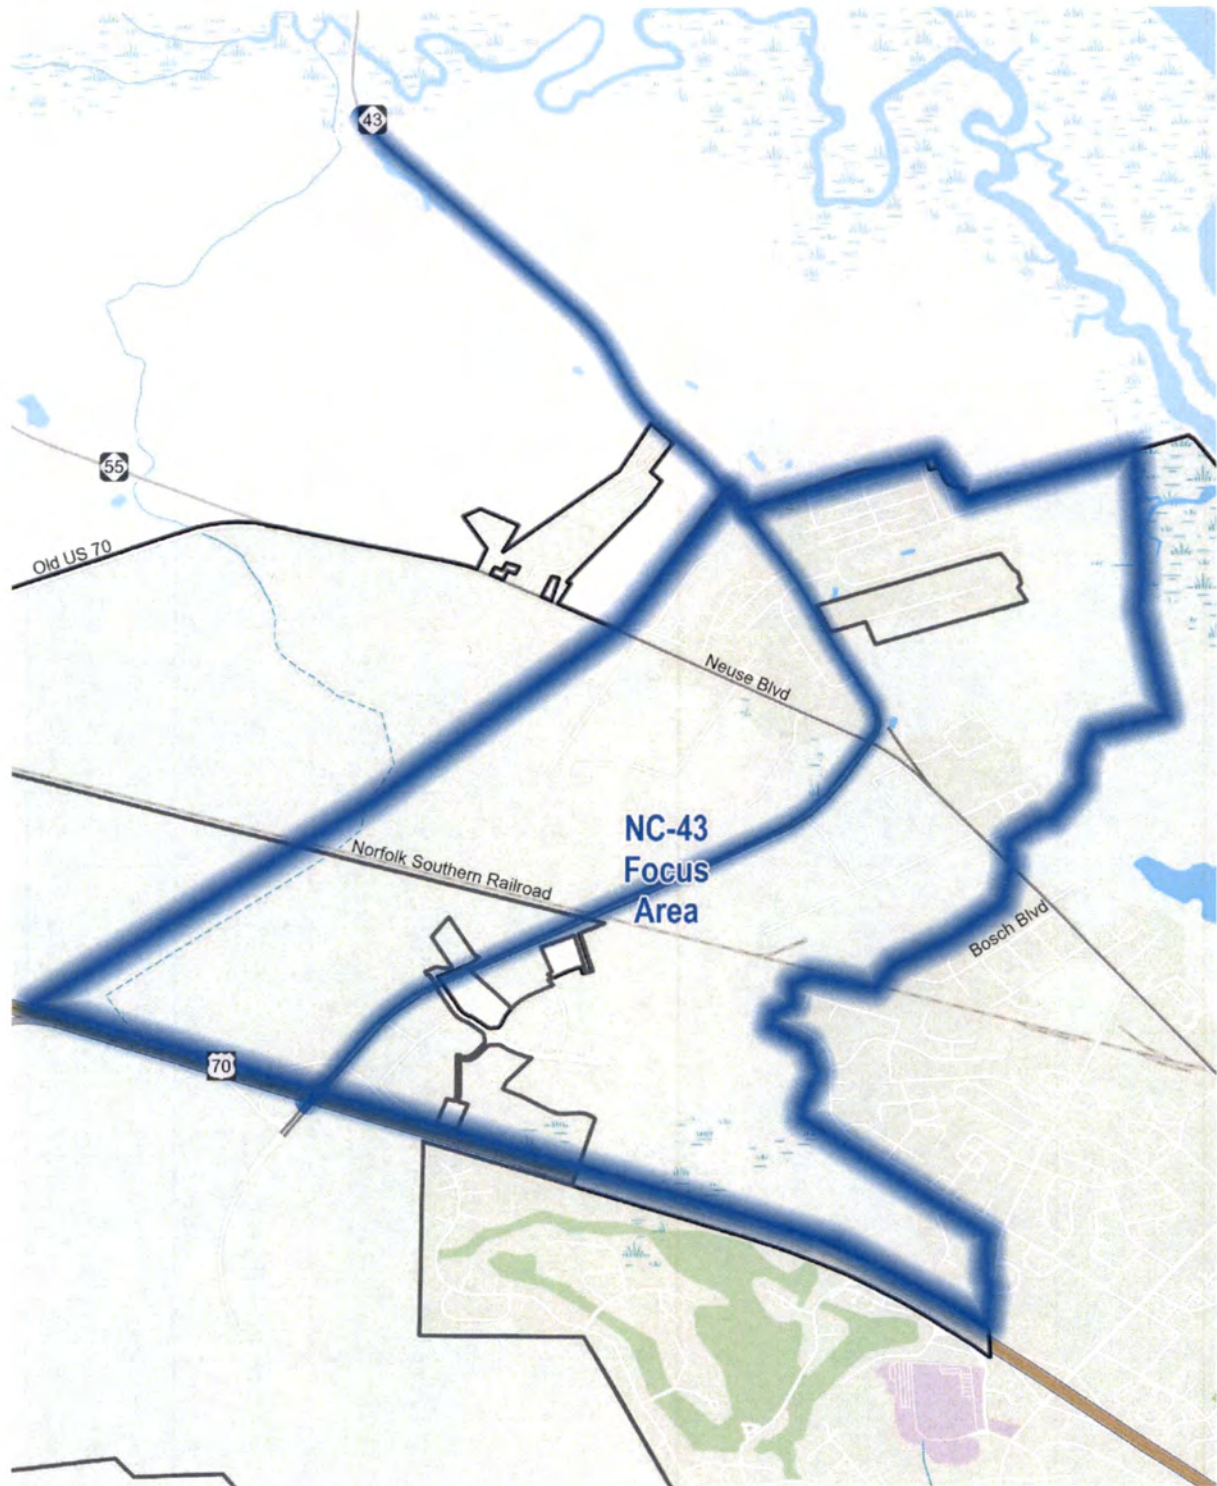 43
55
Old US 70
Neuse Blvd
NC-43
Focus
Area
Norfolk Southern Railroad
Bosch Blvd
70